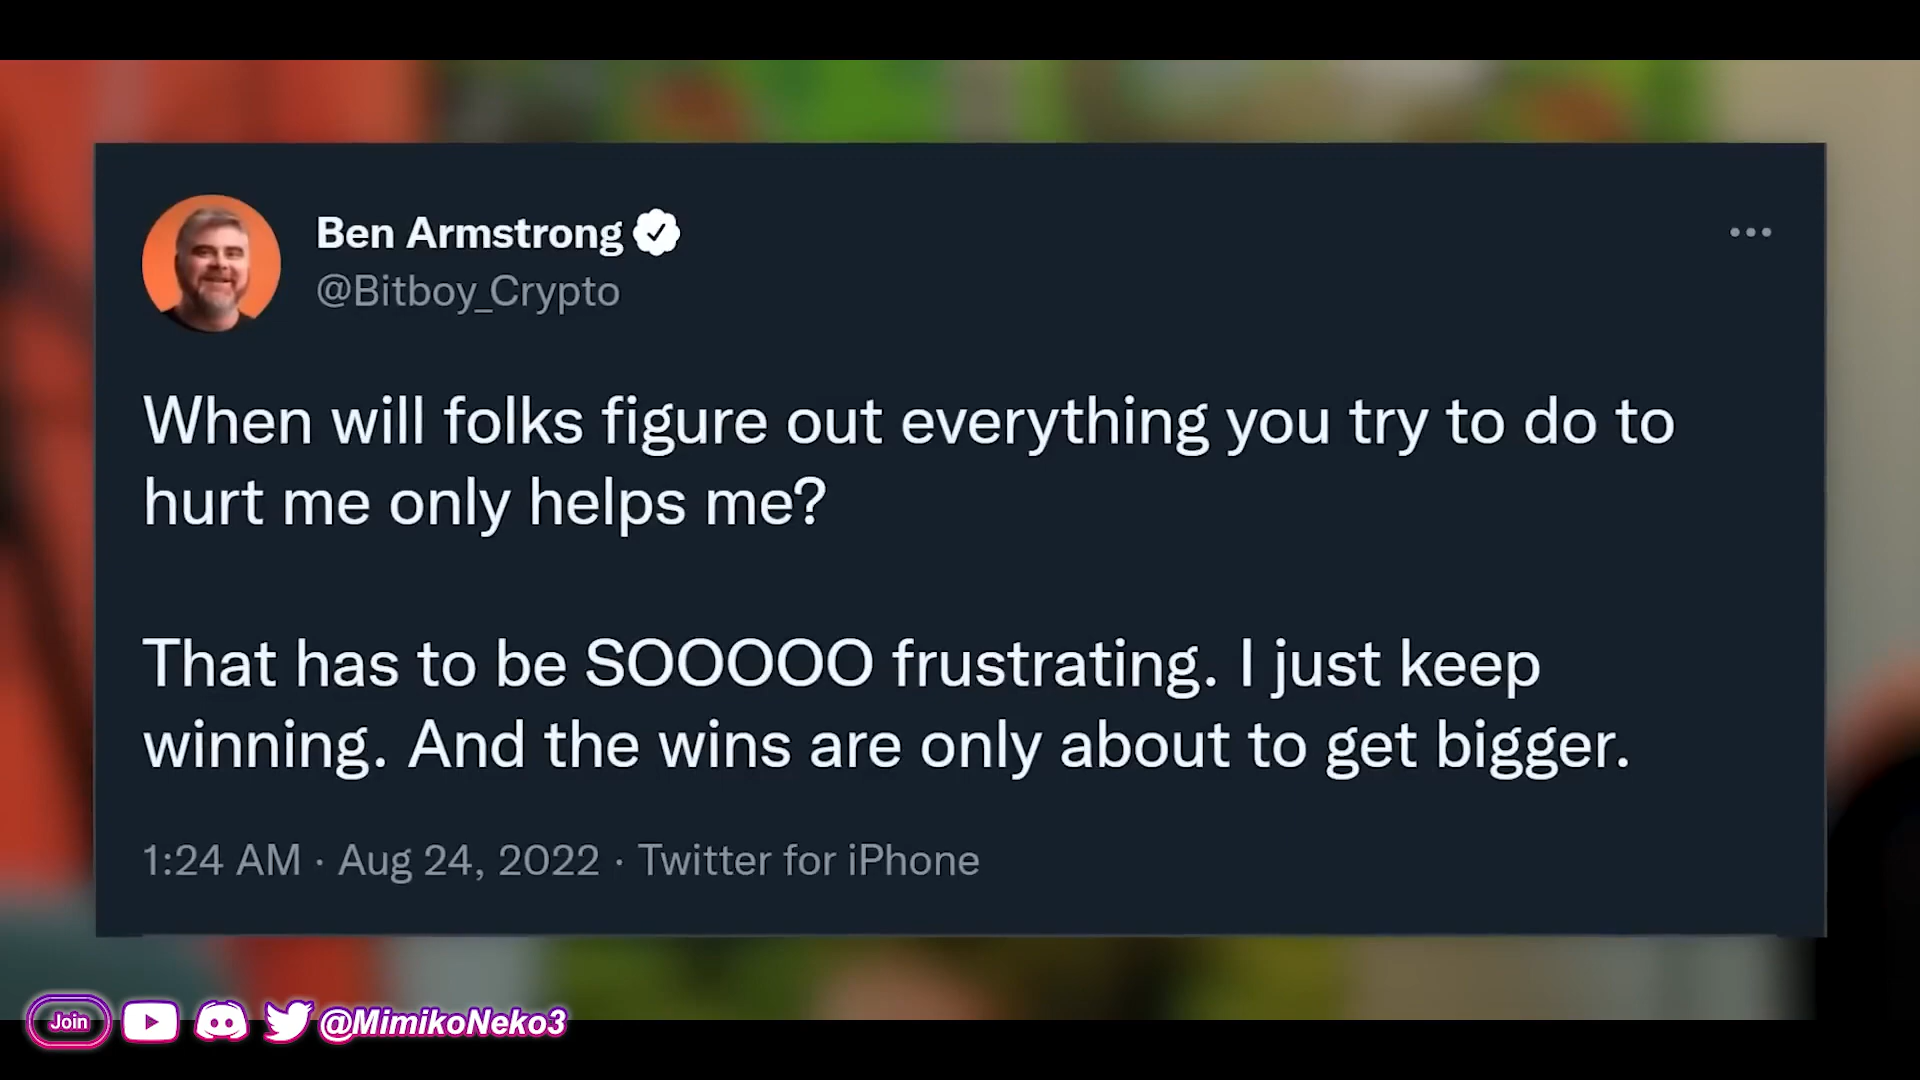 Ben Armstrong
@Bitboy_Crypto
When will folks figure out everything you try to do to
hurt me only helps me?
That has to be SOOOOO frustrating. I just keep
winning. And the wins are only about to get bigger.
1:24 AM · Aug 24, 2022 · Twitter for iPhone
Join @MimikoNeko3